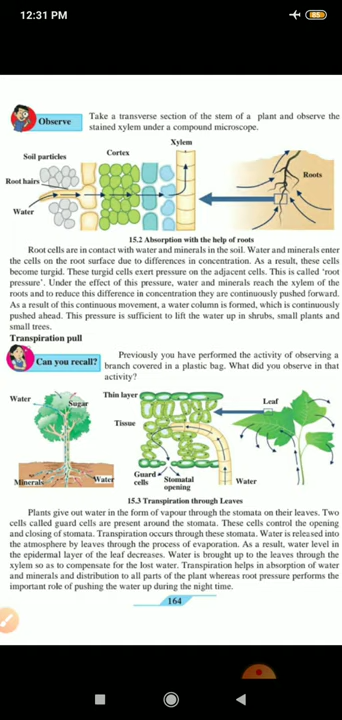 12:31 PM
85
Observe
Take a transverse section of the stem of a plant and observe the
stained xylem under a compound microscope.
Xylem
Cortex
Soil particles
Roots
Root hairs
Water
15.2 Absorption with the help of roots
Root cells are in contact with water and minerals in the soil. Water and minerals enter
the cells on the root surface due to differences in concentration. As a result, these cells
become turgid. These turgid cells exert pressure on the adjacent cells. This is called 'root
pressure'. Under the effect of this pressure, water and minerals reach the xylem of the
roots and to reduce this difference in concentration they are continuously pushed forward.
As a result of this continuous movement, a water column is formed, which is continuously
pushed ahead. This pressure is sufficient to lift the water up in shrubs, small plants and
small trees.
Transpiration pull
Can you recall?
Previously you have performed the activity of observing a
branch covered in a plastic bag. What did you observe in that
activity?
Water
Sugar
Thin layer
Leaf
Tissue
Minerals
Water
Guard
cells
Stomatal
opening
Water
15.3 Transpiration through Leaves
Plants give out water in the form of vapour through the stomata on their leaves. Two
cells called guard cells are present around the stomata. These cells control the opening
and closing of stomata. Transpiration occurs through these stomata. Water is released into
the atmosphere by leaves through the process of evaporation. As a result, water level in
the epidermal layer of the leaf decreases. Water is brought up to the leaves through the
xylem so as to compensate for the lost water. Transpiration helps in absorption of water
and minerals and distribution to all parts of the plant whereas root pressure performs the
important role of pushing the water up during the night time.
164